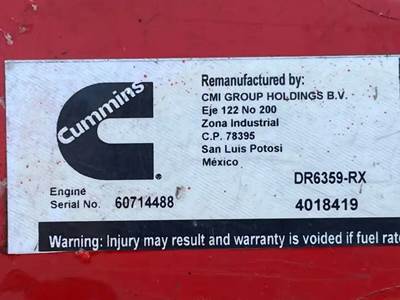 Cummins
Remanufactured by:
CMI GROUP HOLDINGS B.V.
Eje 122 No 200
Zona Industrial
C.P. 78395
San Luis Potosi
México
DR6359-RX
Engine
Serial No. 60714488
4018419
Warning: Injury may result and warranty is voided if fuel rate